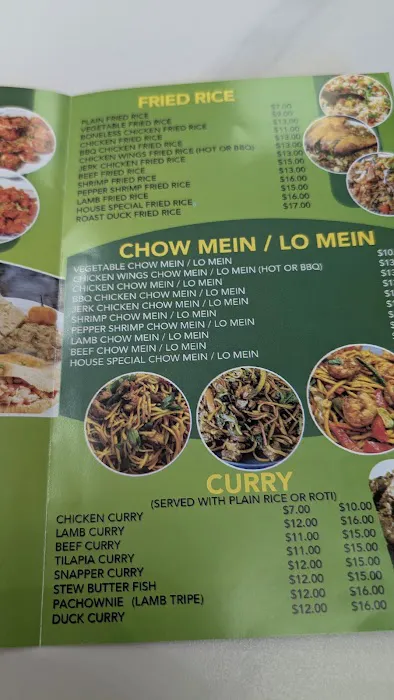 FRIED RICE
PLAIN FRIED RICE $7.00
VEGETABLE FRIED RICE $9.00
BONELESS CHICKEN FRIED RICE $13.00
CHICKEN FRIED RICE $11.00
BBQ CHICKEN FRIED RICE $13.00
CHICKEN WINGS FRIED RICE (HOT OR BBQ) $12.00
JERK CHICKEN FRIED RICE $13.00
BEEF FRIED RICE $15.00
SHRIMP FRIED RICE $13.00
PEPPER SHRIMP FRIED RICE $16.00
LAMB FRIED RICE $15.00
HOUSE SPECIAL FRIED RICE $16.00
ROAST DUCK FRIED RICE $17.00
CHOW MEIN / LO MEIN
VEGETABLE CHOW MEIN / LO MEIN
CHICKEN WINGS CHOW MEIN / LO MEIN (HOT OR BBQ)
CHICKEN CHOW MEIN / LO MEIN
BBQ CHICKEN CHOW MEIN / LO MEIN
JERK CHICKEN CHOW MEIN / LO MEIN
SHRIMP CHOW MEIN / LO MEIN
PEPPER SHRIMP CHOW MEIN / LO MEIN
LAMB CHOW MEIN / LO MEIN
BEEF CHOW MEIN / LO MEIN
HOUSE SPECIAL CHOW MEIN / LO MEIN
CURRY
(SERVED WITH PLAIN RICE OR ROTI)
CHICKEN CURRY $7.00 $10.00
LAMB CURRY $12.00 $16.00
BEEF CURRY $11.00 $15.00
TILAPIA CURRY $11.00 $15.00
SNAPPER CURRY $12.00 $15.00
STEW BUTTER FISH $12.00 $15.00
PACHOWNIE (LAMB TRIPE) $12.00 $16.00
DUCK CURRY $12.00 $16.00